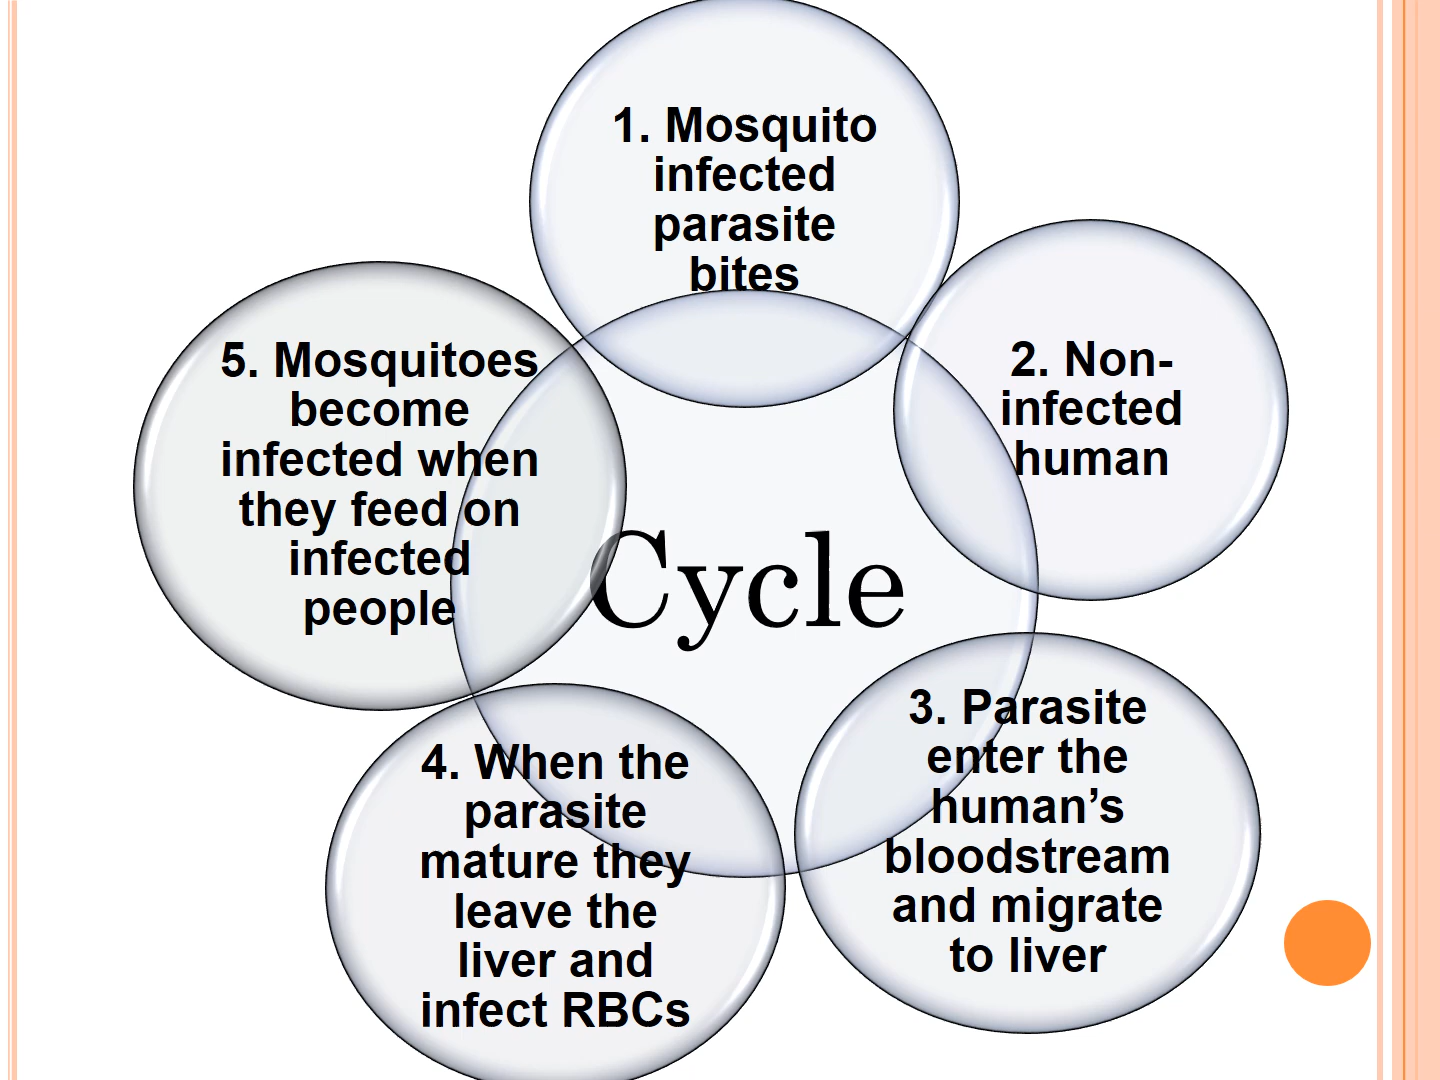 1. Mosquito
infected
parasite
bites
2. Non-
infected
human
3. Parasite
enter the
human’s
bloodstream
and migrate
to liver
4. When the
parasite
mature they
leave the
liver and
infect RBCs
5. Mosquitoes
become
infected when
they feed on
infected
people
Cycle